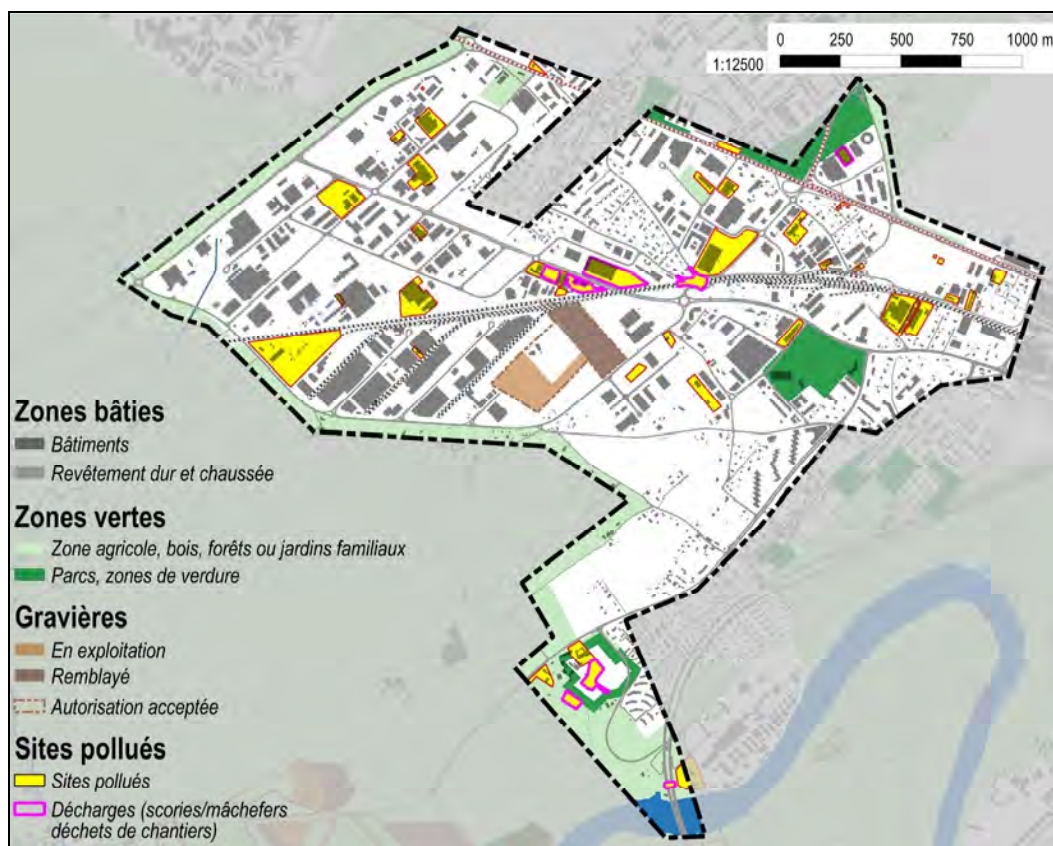 0 250 500 750 1000 m
1:12500
Zones bâties
Bâtiments
Revêtement dur et chaussée
Zones vertes
Zone agricole, bois, forêts ou jardins familiaux
Parcs, zones de verdure
Gravières
En exploitation
Remblayé
Autorisation acceptée
Sites pollués
Sites pollués
Décharges (scories/mâchefers
déchets de chantiers)